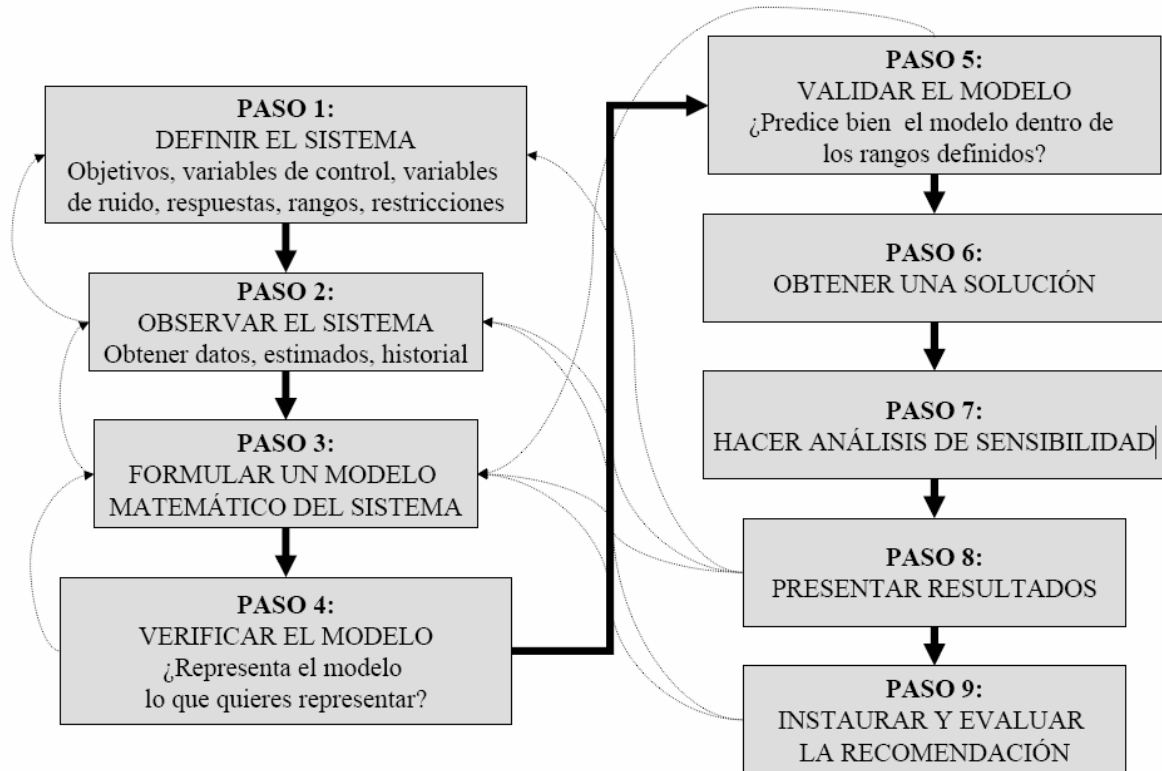 PASO 1:
DEFINIR EL SISTEMA
Objetivos, variables de control, variables
de ruido, respuestas, rangos, restricciones
PASO 2:
OBSERVAR EL SISTEMA
Obtener datos, estimados, historial
PASO 3:
FORMULAR UN MODELO
MATEMÁTICO DEL SISTEMA
PASO 4:
VERIFICAR EL MODELO
¿Representa el modelo
lo que quieres representar?
PASO 5:
VALIDAR EL MODELO
¿Predice bien el modelo dentro de
los rangos definidos?
PASO 6:
OBTENER UNA SOLUCIÓN
PASO 7:
HACER ANÁLISIS DE SENSIBILIDAD
PASO 8:
PRESENTAR RESULTADOS
PASO 9:
INSTAURAR Y EVALUAR
LA RECOMENDACIÓN